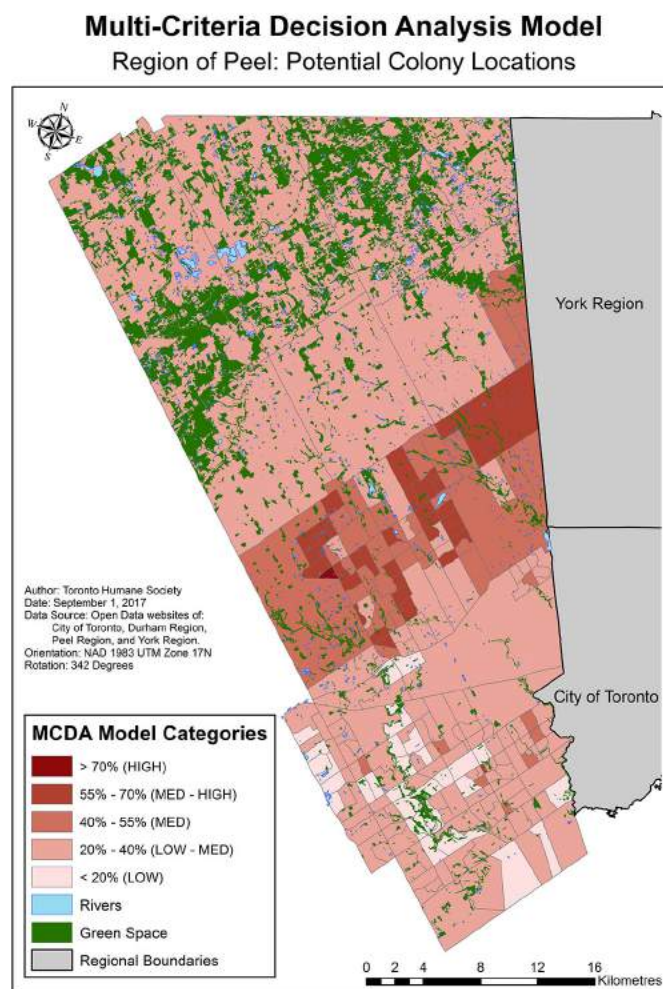 Multi-Criteria Decision Analysis Model
Region of Peel: Potential Colony Locations
N
W
E
S
York Region
Author: Toronto Humane Society
Date: September 1, 2017
Data Source: Open Data websites of:
City of Toronto, Durham Region,
Peel Region, and York Region.
Orientation: NAD 1983 UTM Zone 17N
Rotation: 342 Degrees
City of Toronto
MCDA Model Categories
> 70% (HIGH)
55% - 70% (MED - HIGH)
40% - 55% (MED)
20% - 40% (LOW - MED)
< 20% (LOW)
Rivers
Green Space
Regional Boundaries
0 1 2 4 8 12 16
Kilometres